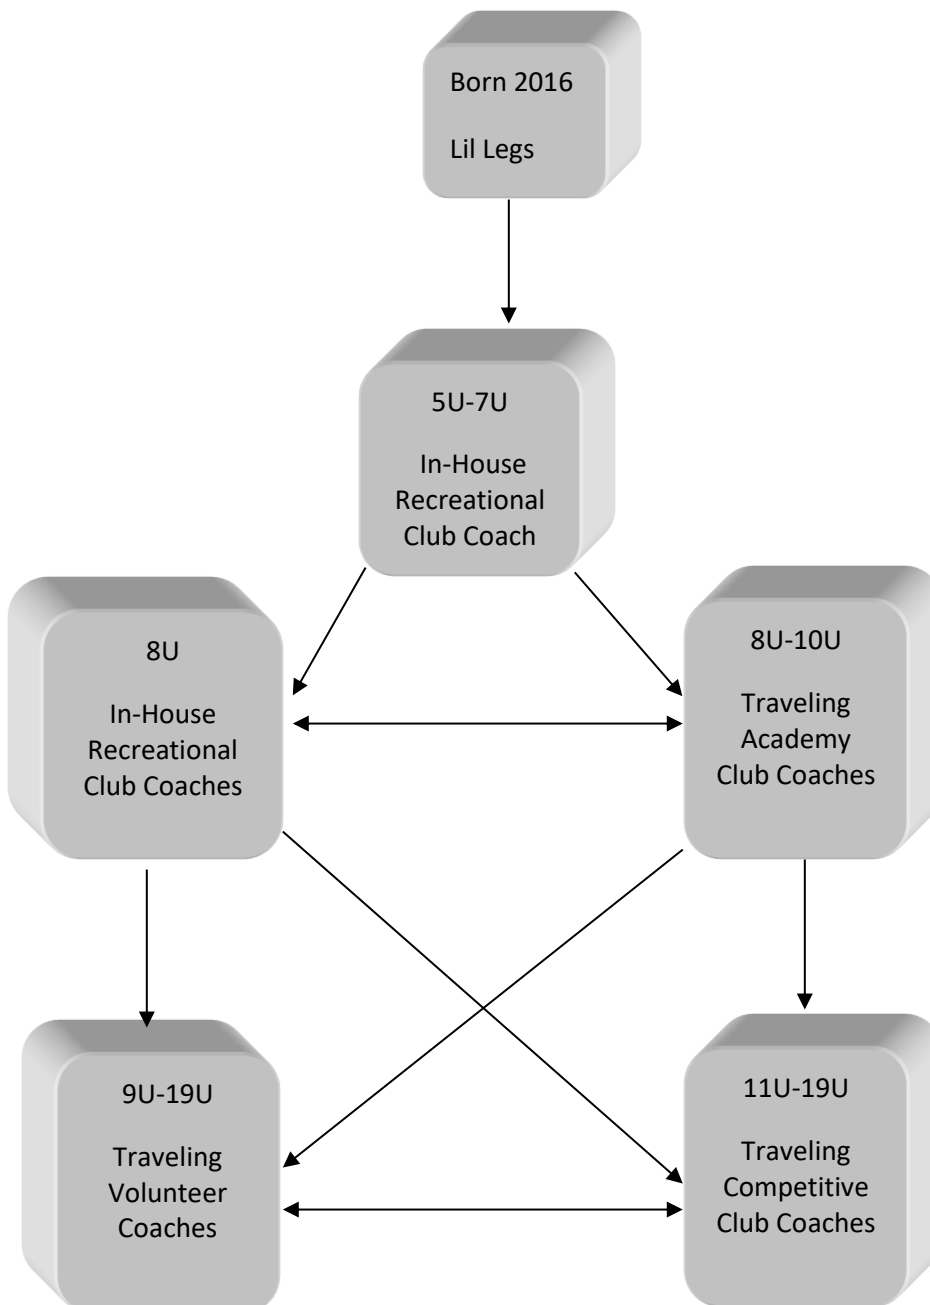 Born 2016
Lil Legs
5U-7U
In-House
Recreational
Club Coach
8U
In-House
Recreational
Club Coaches
8U-10U
Traveling
Academy
Club Coaches
9U-19U
Traveling
Volunteer
Coaches
11U-19U
Traveling
Competitive
Club Coaches